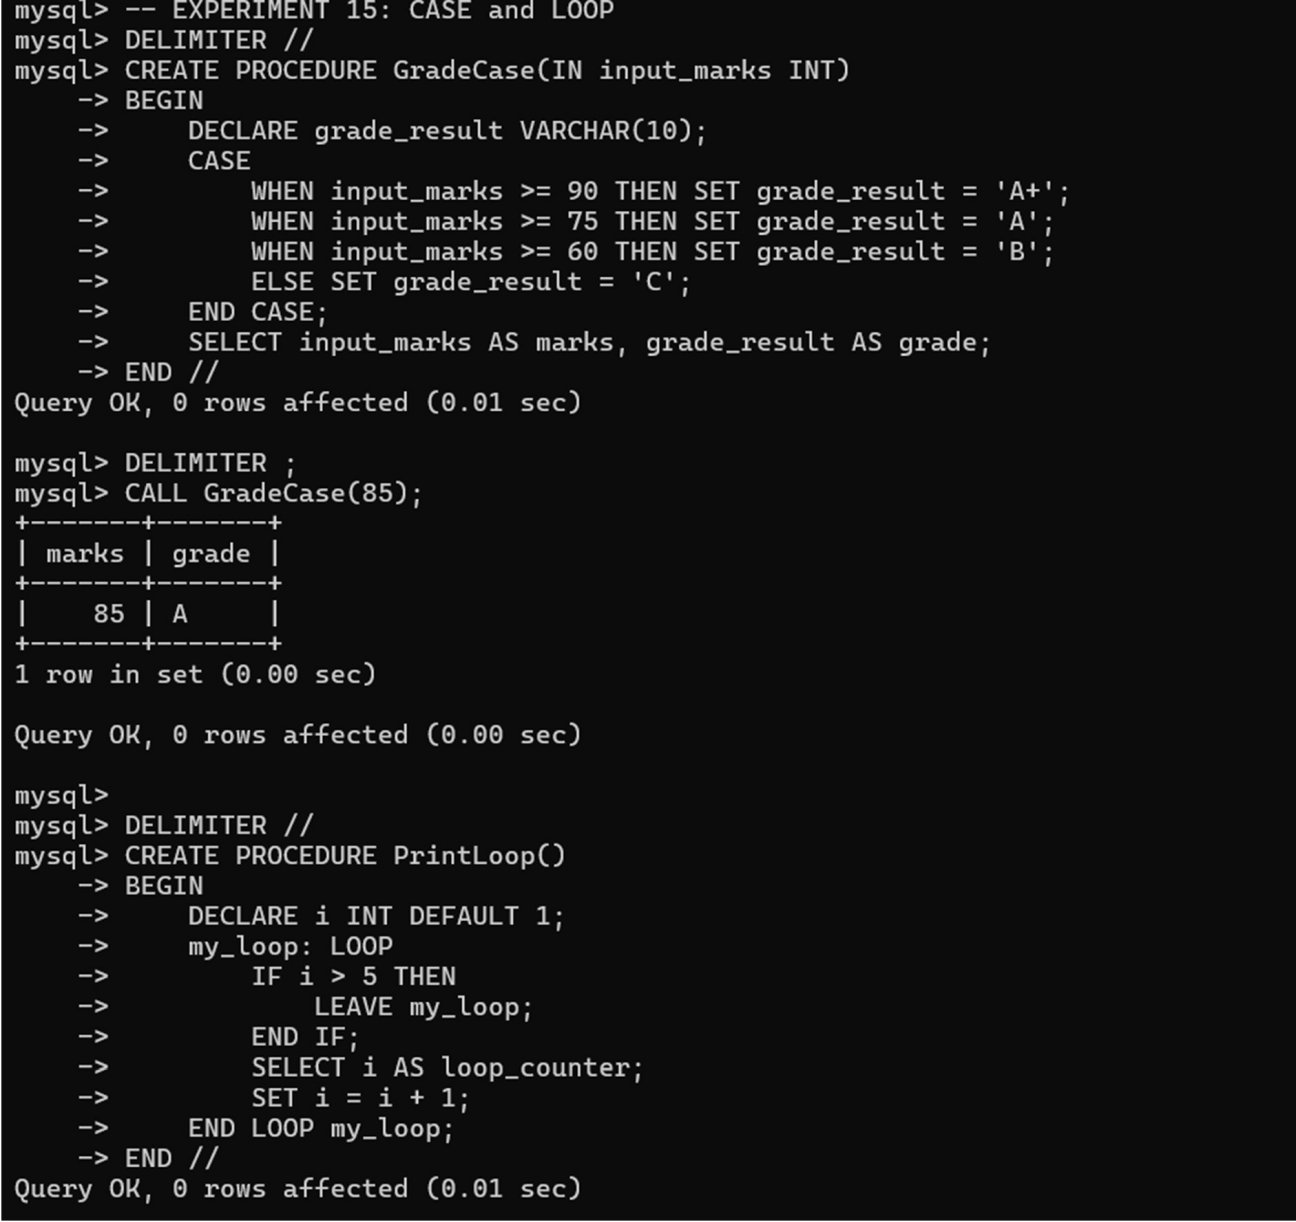 mysql> -- EXPERIMENT 15: CASE and LOOP
mysql> DELIMITER //
mysql> CREATE PROCEDURE GradeCase(IN input_marks INT)
    -> BEGIN
    ->     DECLARE grade_result VARCHAR(10);
    ->     CASE
    ->         WHEN input_marks >= 90 THEN SET grade_result = 'A+';
    ->         WHEN input_marks >= 75 THEN SET grade_result = 'A';
    ->         WHEN input_marks >= 60 THEN SET grade_result = 'B';
    ->         ELSE SET grade_result = 'C';
    ->     END CASE;
    ->     SELECT input_marks AS marks, grade_result AS grade;
    -> END //
Query OK, 0 rows affected (0.01 sec)

mysql> DELIMITER ;
mysql> CALL GradeCase(85);
+-------+-------+
| marks | grade |
+-------+-------+
|    85 | A     |
+-------+-------+
1 row in set (0.00 sec)

Query OK, 0 rows affected (0.00 sec)

mysql>
mysql> DELIMITER //
mysql> CREATE PROCEDURE PrintLoop()
    -> BEGIN
    ->     DECLARE i INT DEFAULT 1;
    ->     my_loop: LOOP
    ->         IF i > 5 THEN
    ->             LEAVE my_loop;
    ->         END IF;
    ->         SELECT i AS loop_counter;
    ->         SET i = i + 1;
    ->     END LOOP my_loop;
    -> END //
Query OK, 0 rows affected (0.01 sec)